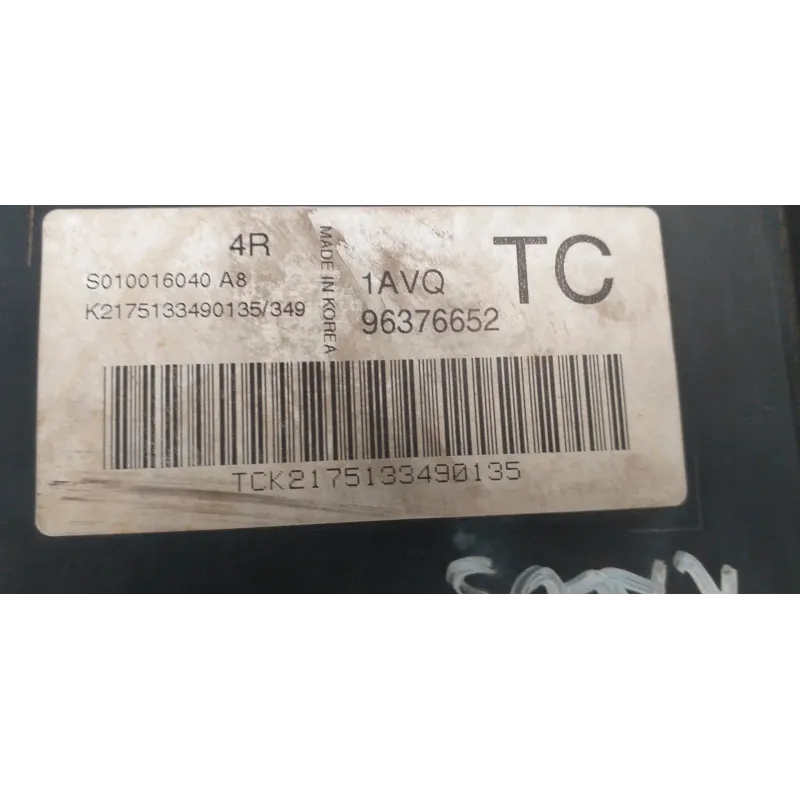 4R
MADE IN KOREA
TC
S010016040 A8
1AVQ
K2175133490135/349
96376652
TCK2175133490135